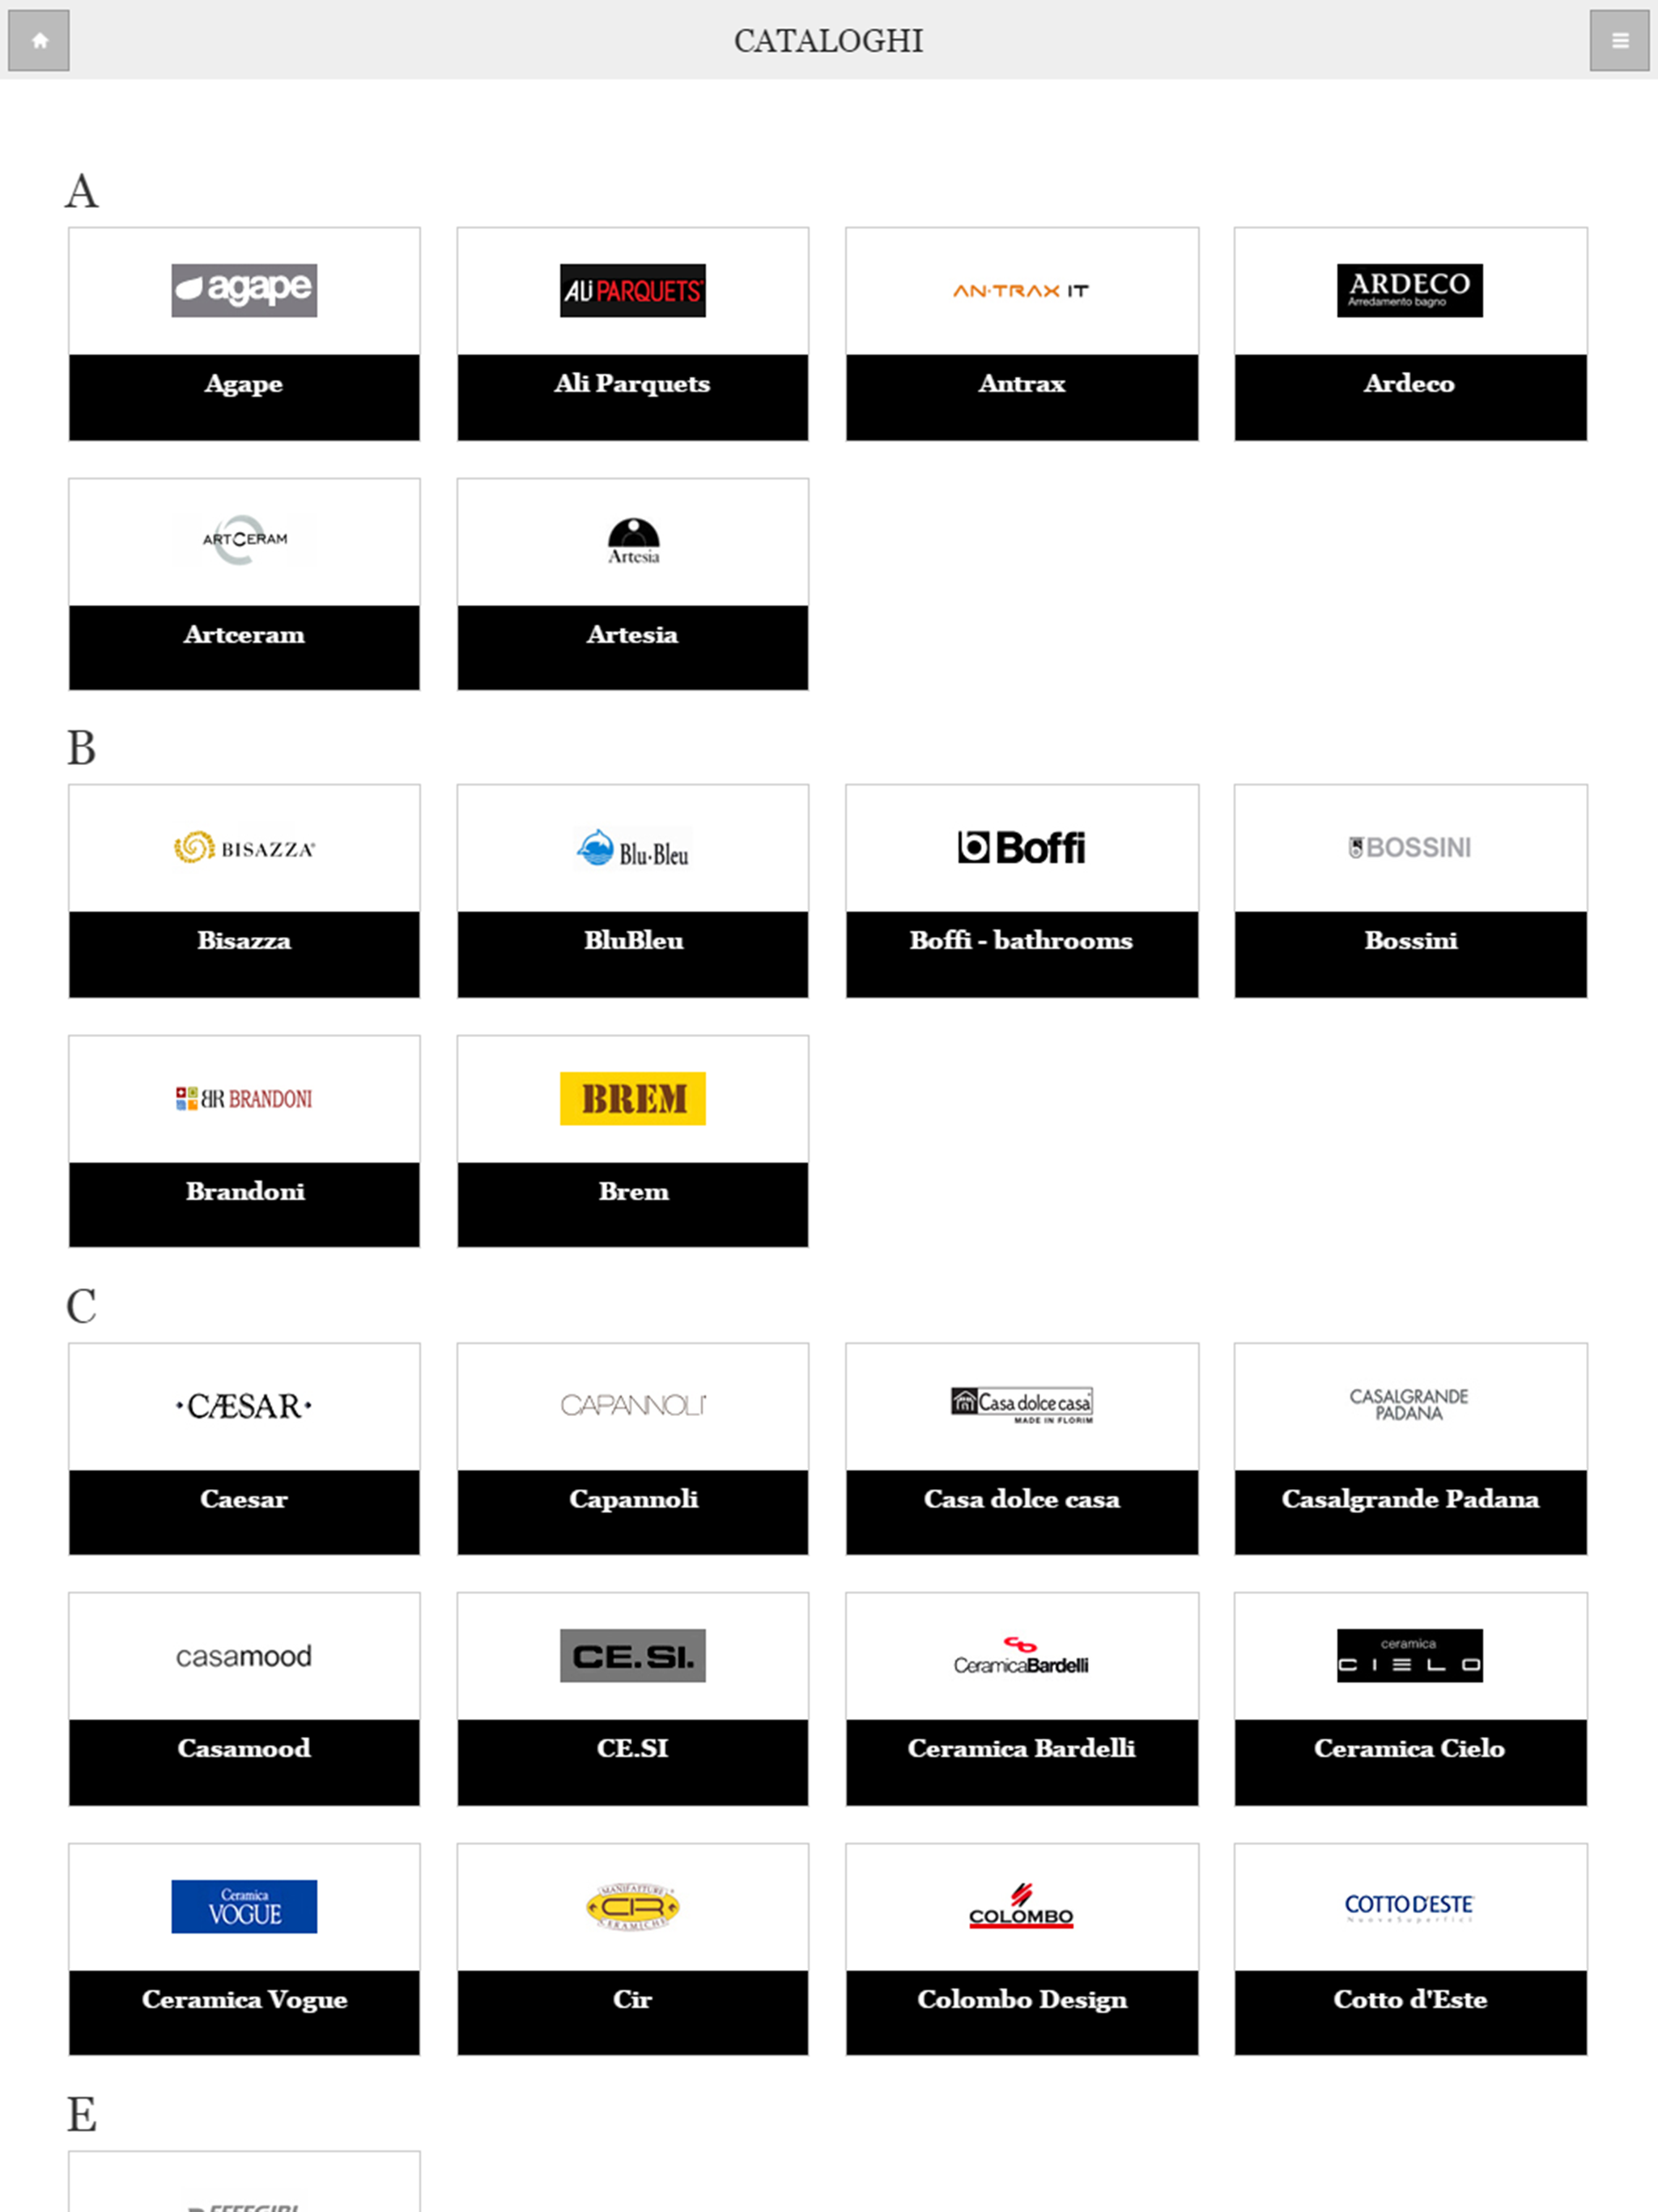 CATALOGHI
A
agape
ALI PARQUETS
AN·TRAX IT
ARDECO
Arredamento bagno
Agape
Ali Parquets
Antrax
Ardeco
ARTCERAM
Artesia
Artceram
Artesia
B
BISAZZA
Blu·Bleu
Boffi
BOSSINI
Bisazza
BluBleu
Boffi - bathrooms
Bossini
BR BRANDONI
BREM
Brandoni
Brem
C
·CÆSAR·
CAPANNOLI
Casa dolce casa
MADE IN FLORIM
CASALGRANDE
PADANA
Caesar
Capannoli
Casa dolce casa
Casalgrande Padana
casamood
CE.SI.
CeramicaBardelli
ceramica
CIELO
Casamood
CE.SI
Ceramica Bardelli
Ceramica Cielo
Ceramica
VOGUE
MANIFATTURE
CIR
CERAMICHE
COLOMBO
COTTO D'ESTE
NuoveSuperfici
Ceramica Vogue
Cir
Colombo Design
Cotto d'Este
E